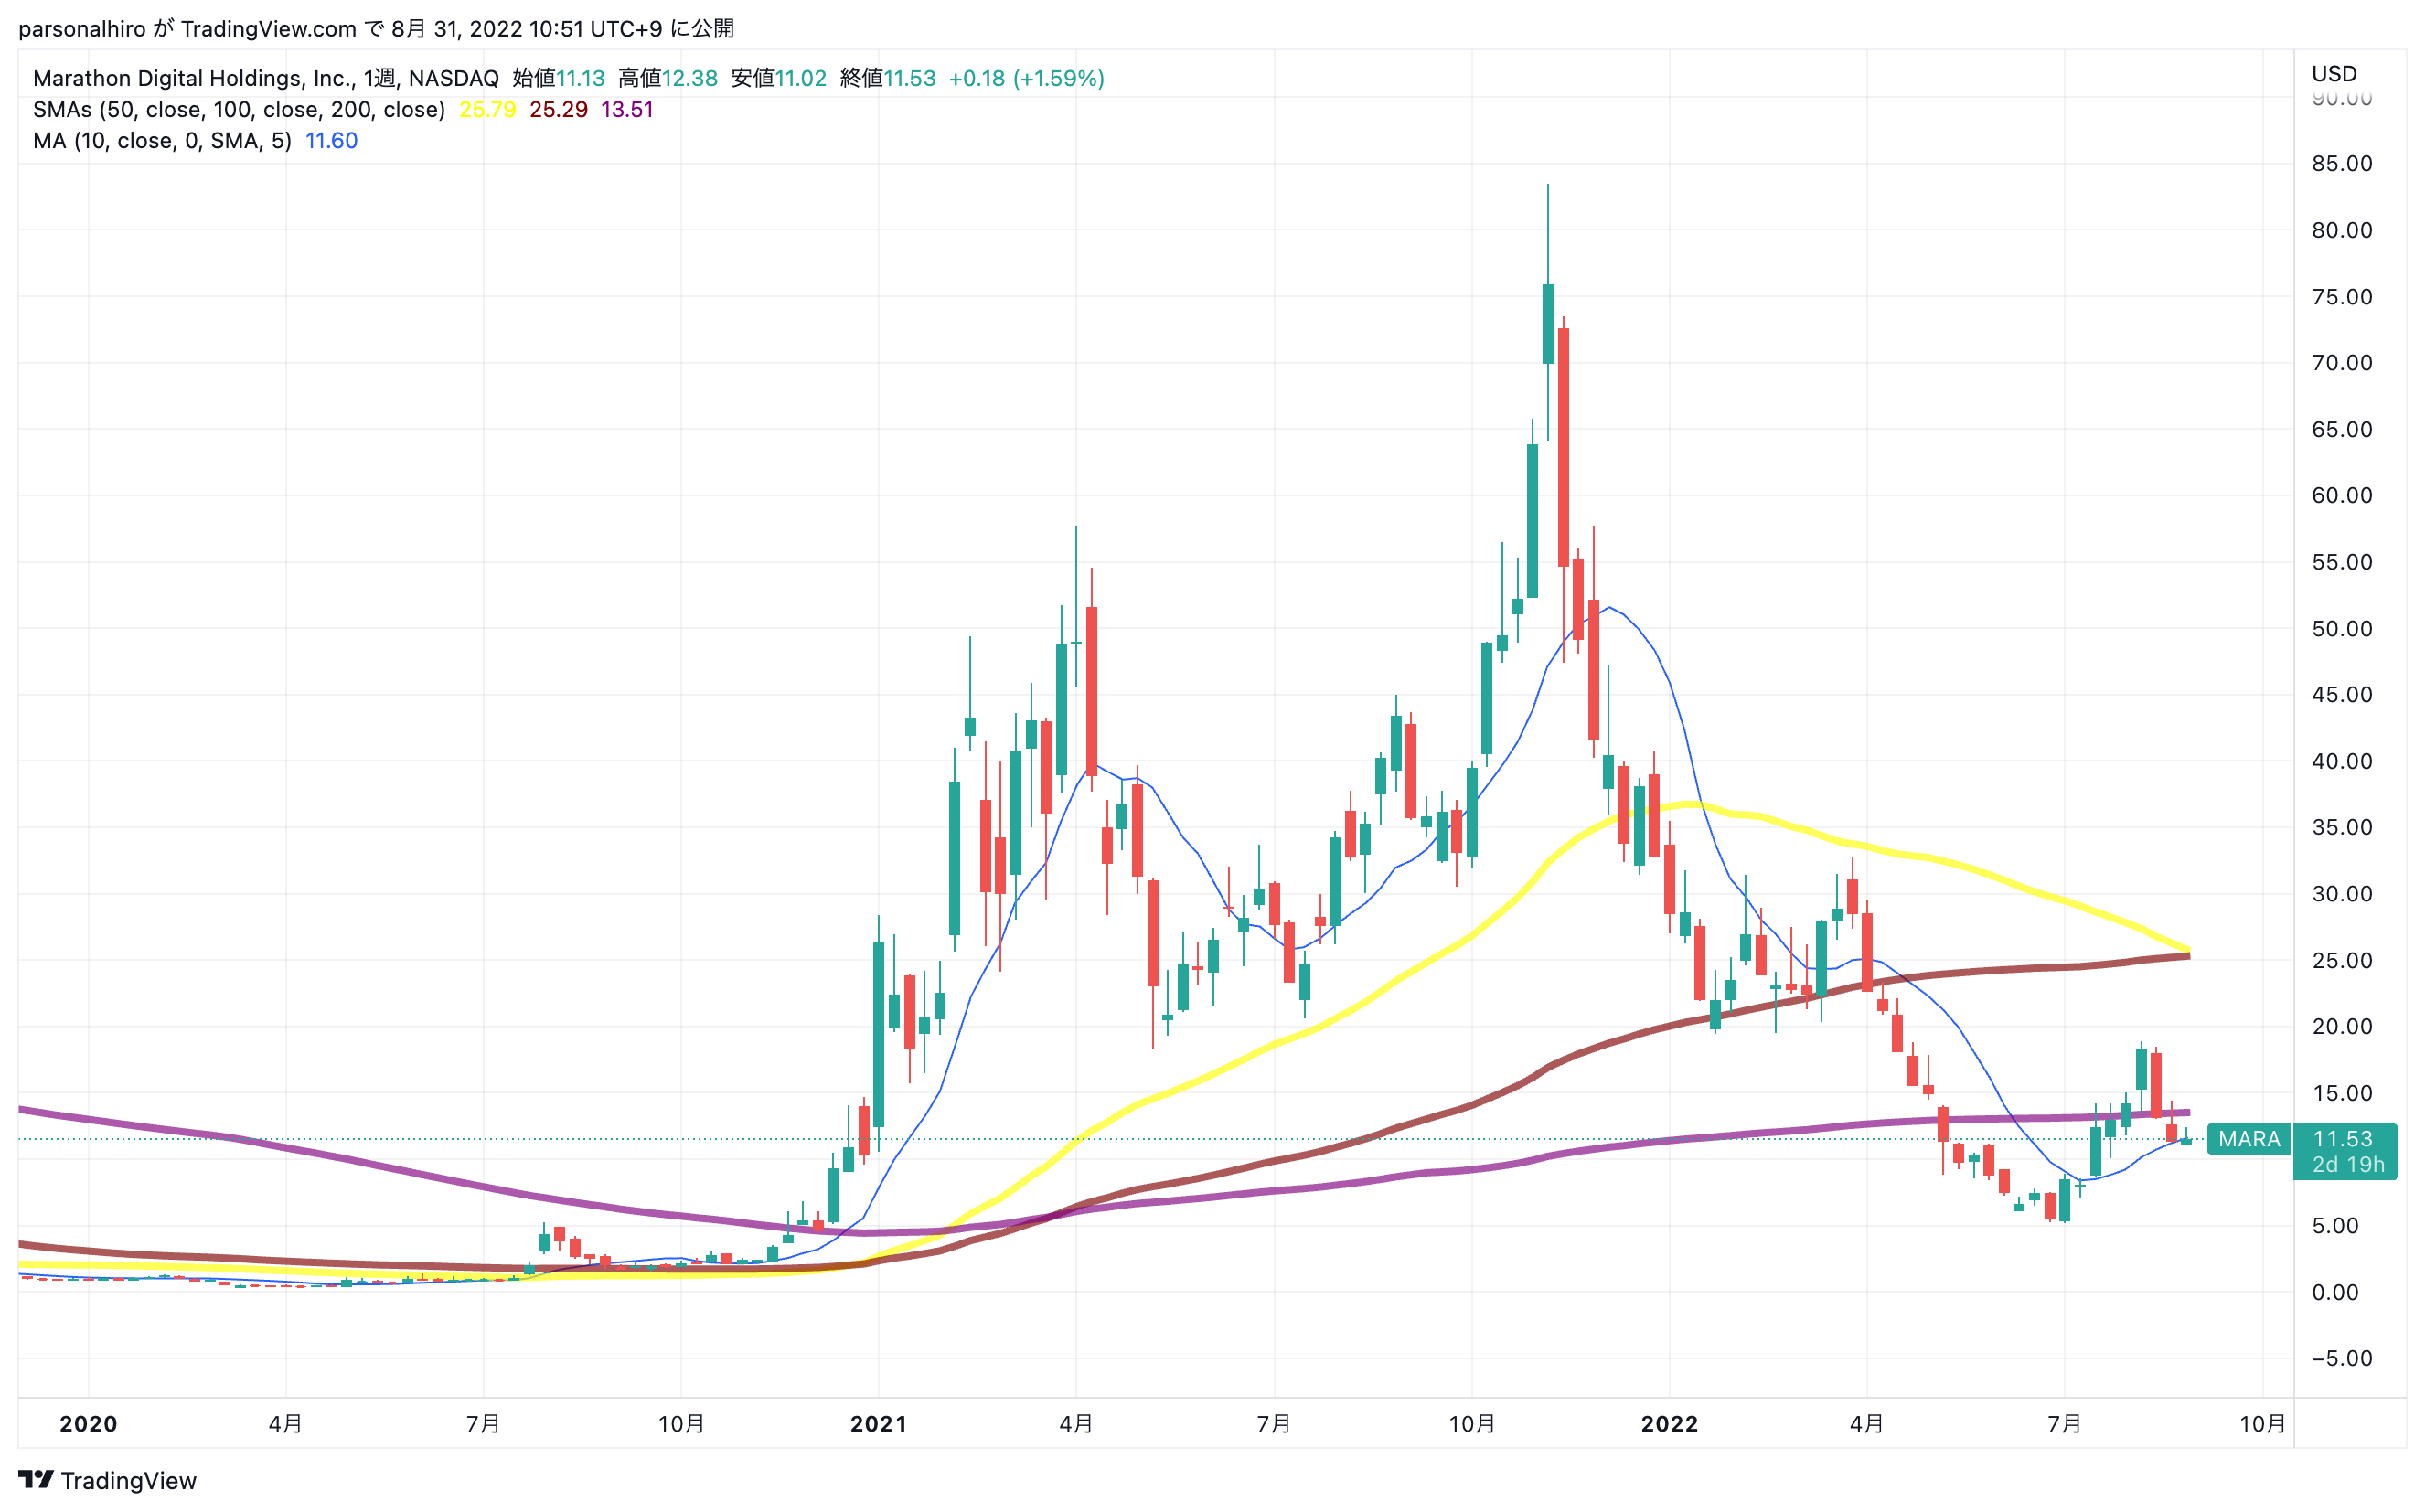 parsonalhiro が TradingView.com で 8月 31, 2022 10:51 UTC+9 に公開
Marathon Digital Holdings, Inc., 1週, NASDAQ 始値11.13 高値12.38 安値11.02 終値11.53 +0.18 (+1.59%)
SMAs (50, close, 100, close, 200, close) 25.79 25.29 13.51
MA (10, close, 0, SMA, 5) 11.60
USD
90.00
85.00
80.00
75.00
70.00
65.00
60.00
55.00
50.00
45.00
40.00
35.00
30.00
25.00
20.00
15.00
MARA 11.53
2d 19h
5.00
0.00
−5.00
2020 4月 7月 10月 2021 4月 7月 10月 2022 4月 7月 10月
TradingView